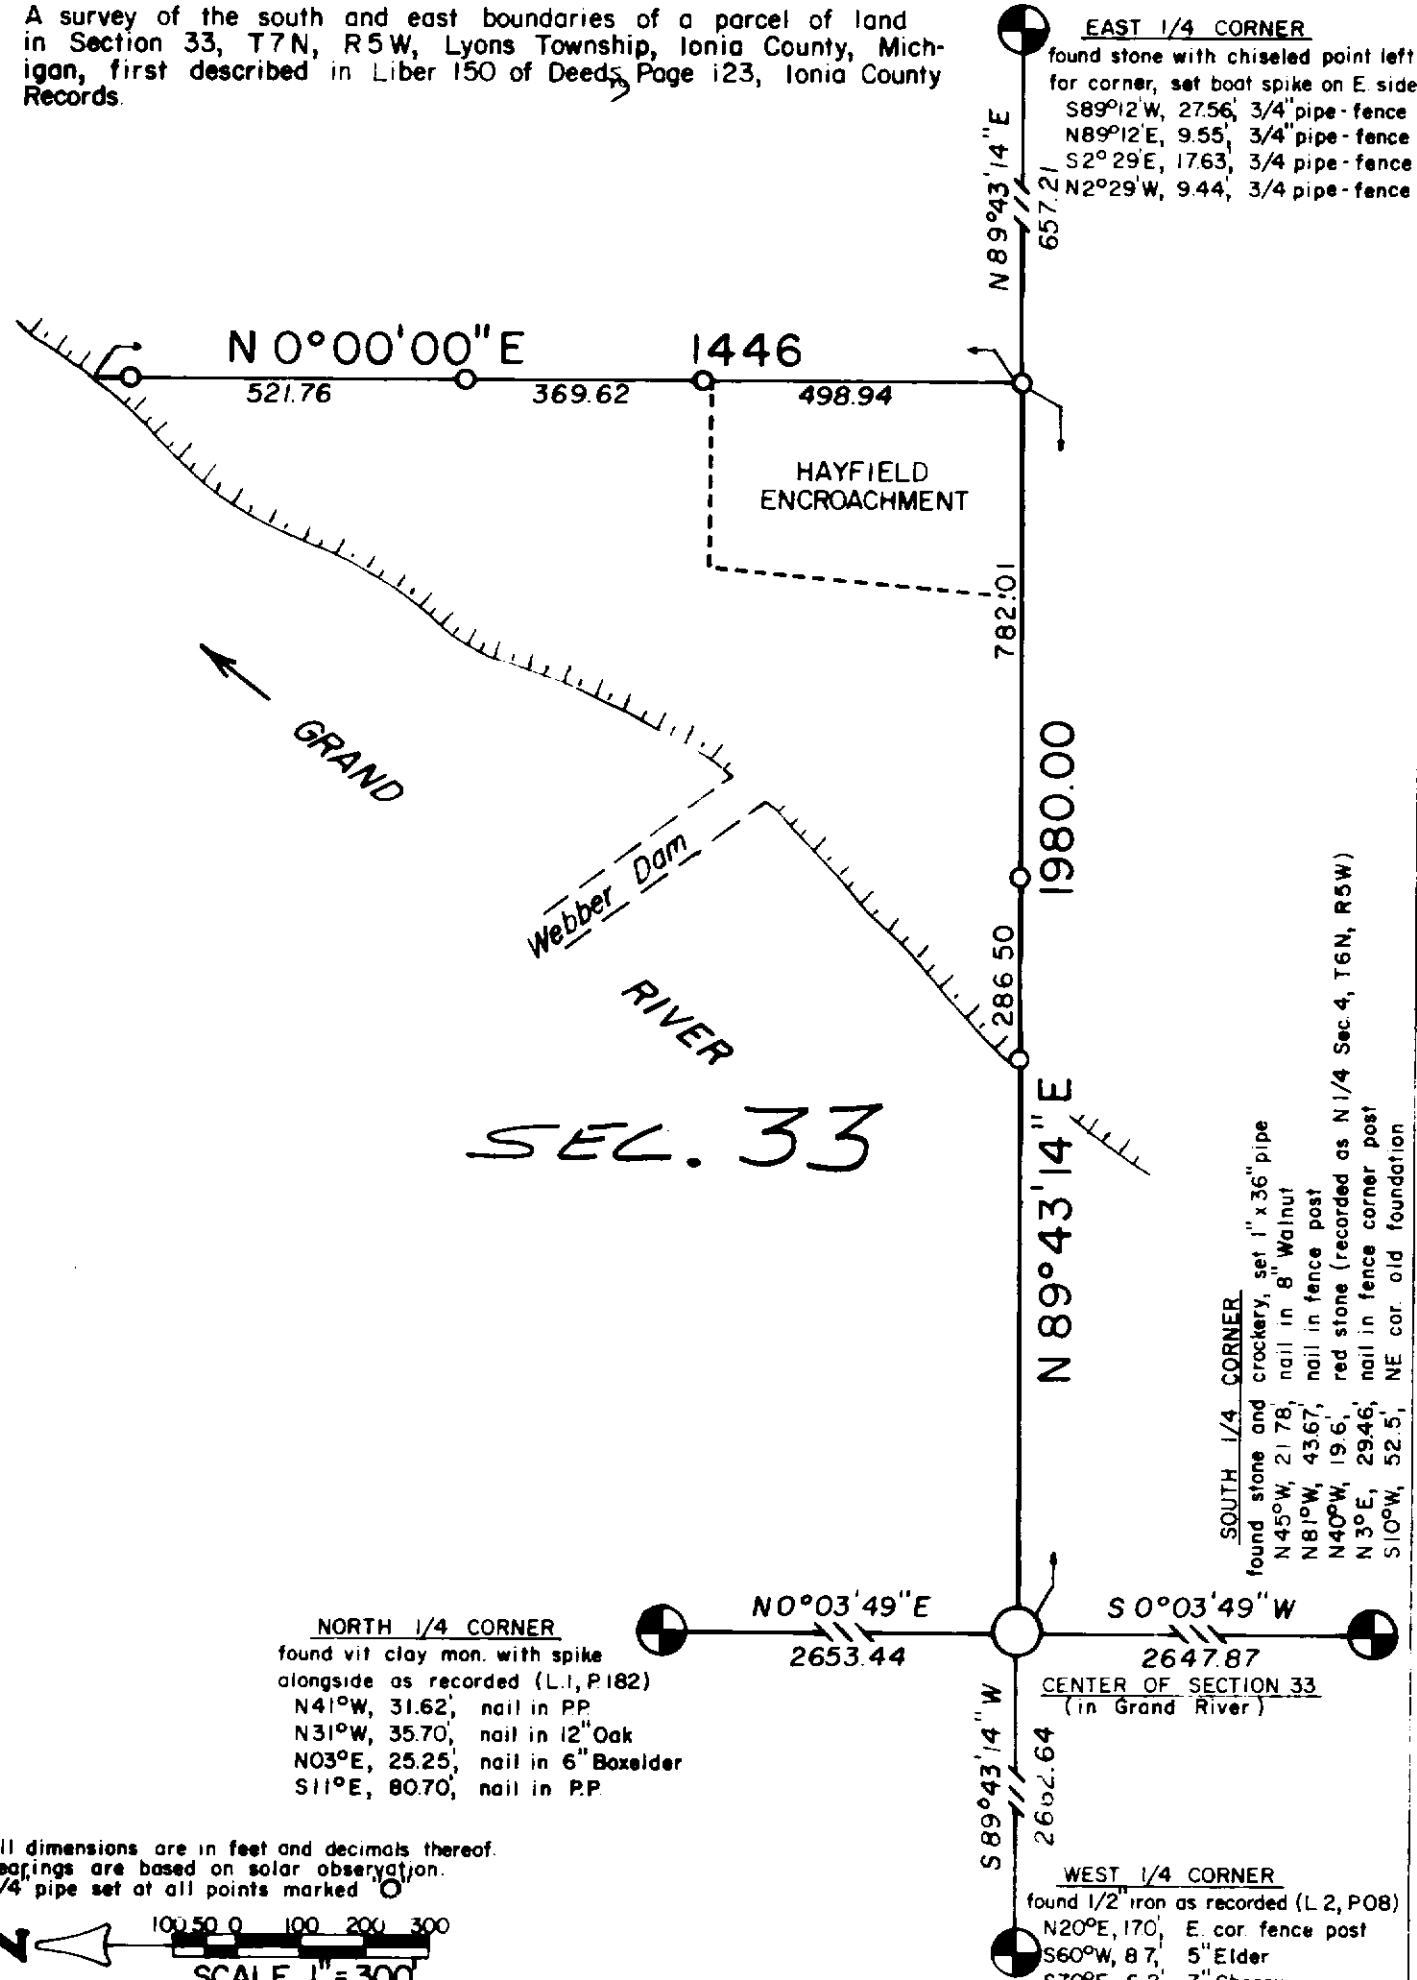 A survey of the south and east boundaries of a parcel of land
in Section 33, T7N, R5W, Lyons Township, Ionia County, Mich-
igan, first described in Liber 150 of Deeds, Page 123, Ionia County
Records.
EAST 1/4 CORNER
found stone with chiseled point left
for corner, set boat spike on E. side
S89°12'W, 27.56', 3/4" pipe - fence
N89°12'E, 9.55', 3/4" pipe - fence
S2°29'E, 17.63', 3/4 pipe - fence
N2°29'W, 9.44', 3/4 pipe - fence
N89°43'14"E
657.21
N 0°00'00"E
1446
521.76
369.62
498.94
HAYFIELD
ENCROACHMENT
782.01
GRAND
1980.00
Webber Dam
286 50
RIVER
SEC. 33
N 89°43'14" E
SOUTH 1/4 CORNER
found stone and crockery, set 1" x 36" pipe
N45°W, 21.78', nail in 8" Walnut
N81°W, 43.67', nail in fence post
N40°W, 19.6', red stone (recorded as N 1/4 Sec. 4, T6N, R5W)
N3°E, 29.46', nail in fence corner post
S10°W, 52.5', NE cor. old foundation
N0°03'49"E
2653.44
S 0°03'49"W
2647.87
CENTER OF SECTION 33
(in Grand River)
NORTH 1/4 CORNER
found vit clay mon. with spike
alongside as recorded (L.1, P.182)
N41°W, 31.62', nail in P.P.
N31°W, 35.70', nail in 12" Oak
N03°E, 25.25', nail in 6" Boxelder
S11°E, 80.70', nail in P.P.
S 89°43'14" W
2662.64
WEST 1/4 CORNER
found 1/2" iron as recorded (L 2, P08)
N20°E, 17.0', E. cor. fence post
S60°W, 8 7,' 5" Elder
ll dimensions are in feet and decimals thereof.
earings are based on solar observation.
/4" pipe set at all points marked "O"
100 50 0 100 200 300
SCALE 1" = 300'